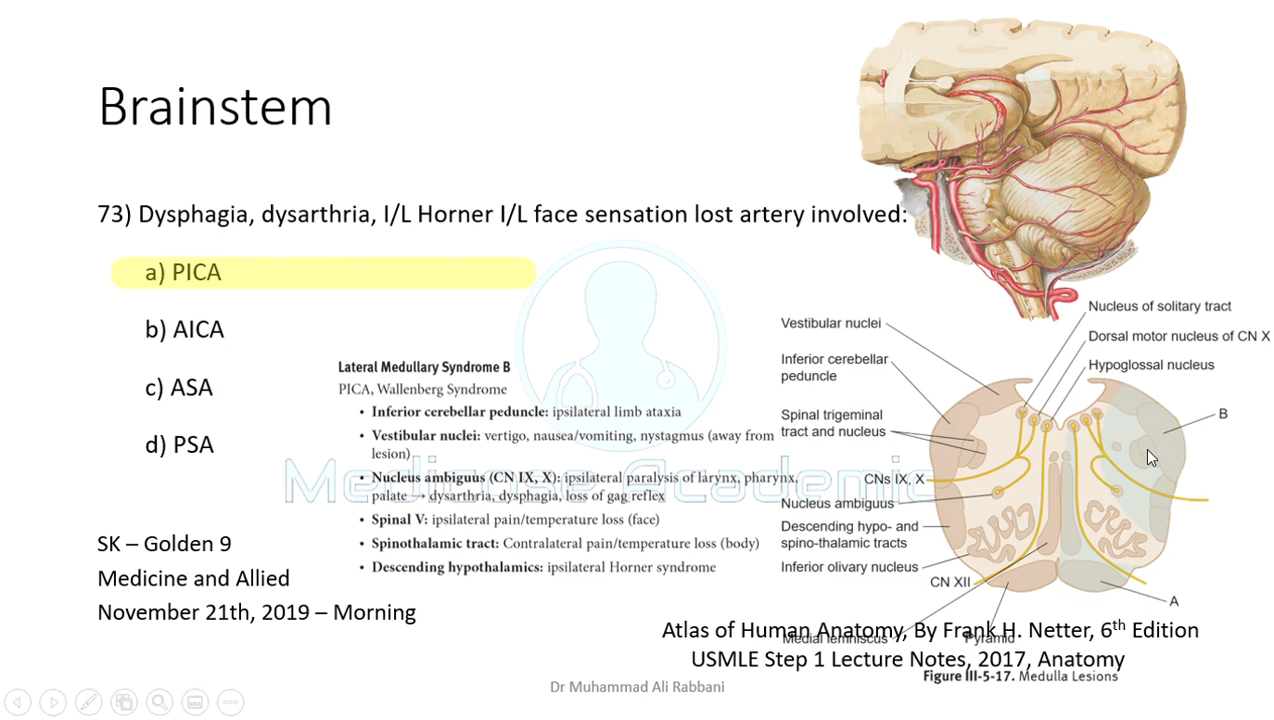 Brainstem
73) Dysphagia, dysarthria, I/L Horner I/L face sensation lost artery involved:
a) PICA
b) AICA
c) ASA
d) PSA
SK – Golden 9
Medicine and Allied
November 21th, 2019 – Morning
Lateral Medullary Syndrome B
PICA, Wallenberg Syndrome
• Inferior cerebellar peduncle: ipsilateral limb ataxia
• Vestibular nuclei: vertigo, nausea/vomiting, nystagmus (away from
lesion)
• Nucleus ambiguus (CN IX, X): ipsilateral paralysis of larynx, pharynx,
palate → dysarthria, dysphagia, loss of gag reflex
• Spinal V: ipsilateral pain/temperature loss (face)
• Spinothalamic tract: Contralateral pain/temperature loss (body)
• Descending hypothalamics: ipsilateral Horner syndrome
Medicose Academic
Vestibular nuclei
Inferior cerebellar
peduncle
Spinal trigeminal
tract and nucleus
CNs IX, X
Nucleus ambiguus
Descending hypo- and
spino-thalamic tracts
Inferior olivary nucleus
CN XII
Medial lemniscus
Pyramid
Nucleus of solitary tract
Dorsal motor nucleus of CN X
Hypoglossal nucleus
B
A
Atlas of Human Anatomy, By Frank H. Netter, 6th Edition
USMLE Step 1 Lecture Notes, 2017, Anatomy
Figure III-5-17. Medulla Lesions
Dr Muhammad Ali Rabbani